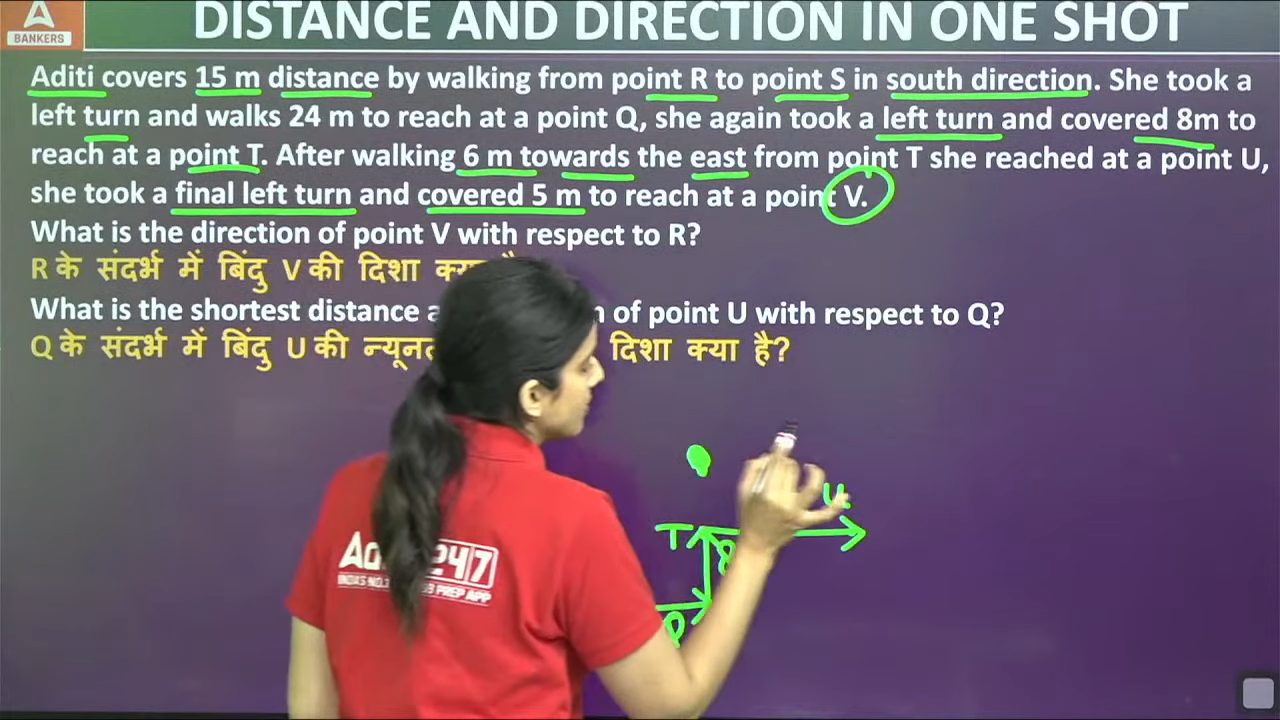 A
BANKERS
DISTANCE AND DIRECTION IN ONE SHOT
Aditi covers 15 m distance by walking from point R to point S in south direction. She took a
left turn and walks 24 m to reach at a point Q, she again took a left turn and covered 8m to
reach at a point T. After walking 6 m towards the east from point T she reached at a point U,
she took a final left turn and covered 5 m to reach at a point V.
What is the direction of point V with respect to R?
R के संदर्भ में बिंदु V की दिशा
What is the shortest distance of point U with respect to Q?
Q के संदर्भ में बिंदु U की दिशा क्या है?
u
T 8
247